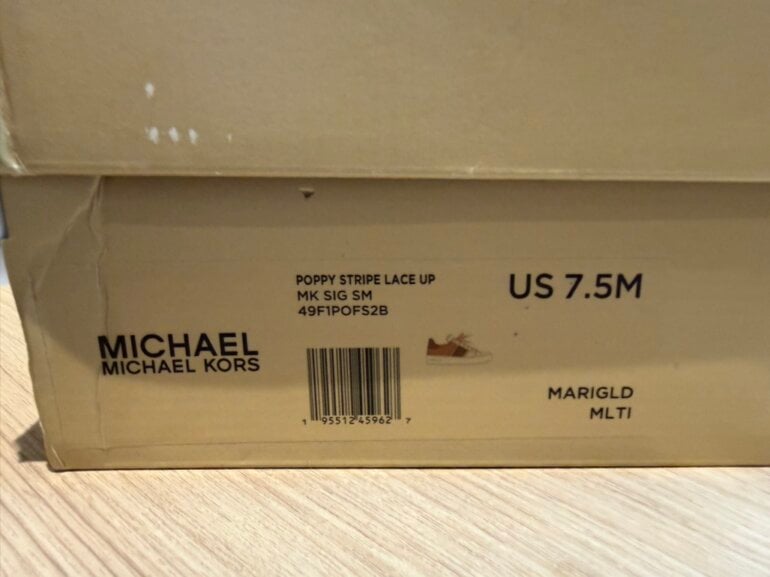 POPPY STRIPE LACE UP
MK SIG SM
49F1POFS2B
US 7.5M
MICHAEL
MICHAEL KORS
1 95512 45962 7
MARIGLD
MLTI